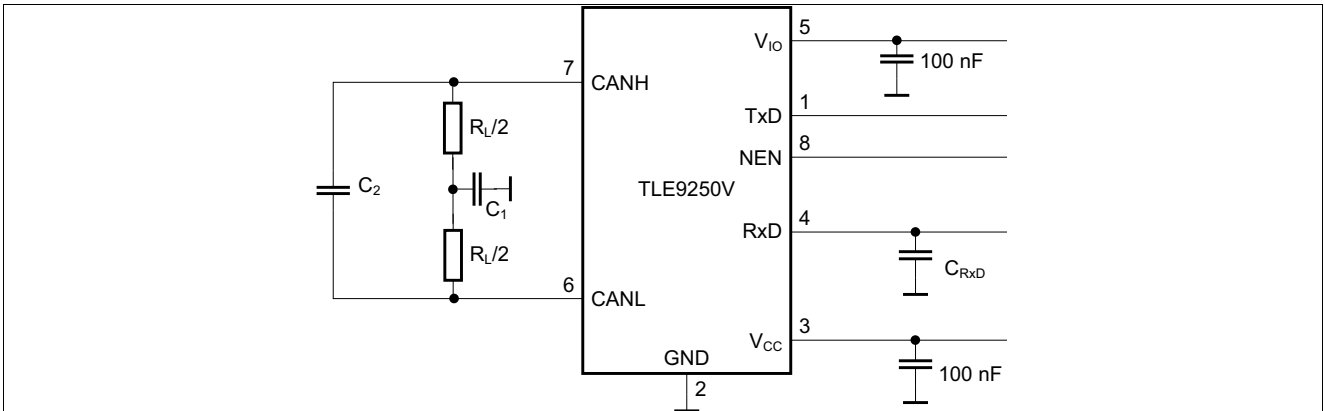 5
V_IO
100 nF
7
CANH
1
TxD
R_L/2
8
NEN
TLE9250V
C_2
C_1
4
RxD
R_L/2
C_RxD
6
CANL
3
V_CC
GND
100 nF
2